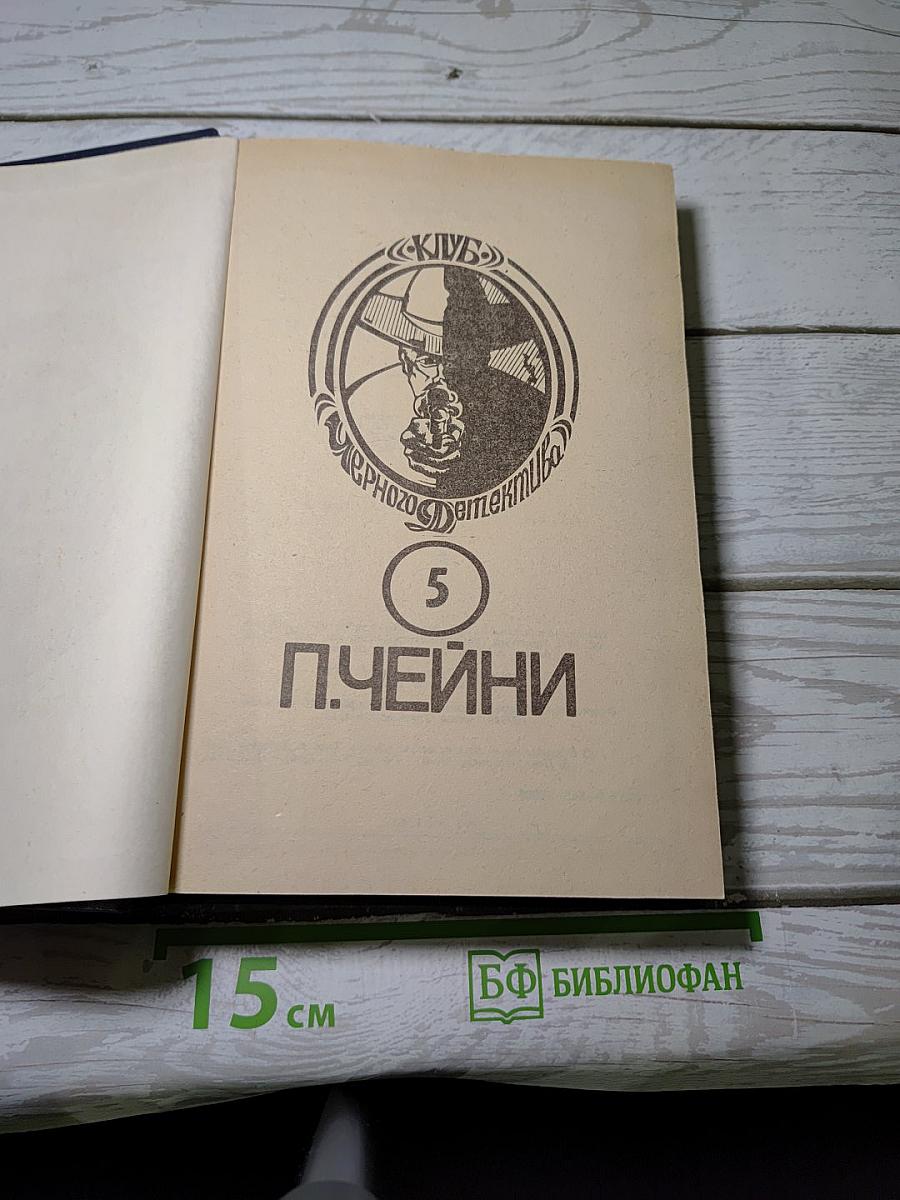 КЛУБ
Черного Детектива
5
П.ЧЕЙНИ
15 см
БФ БИБЛИОФАН